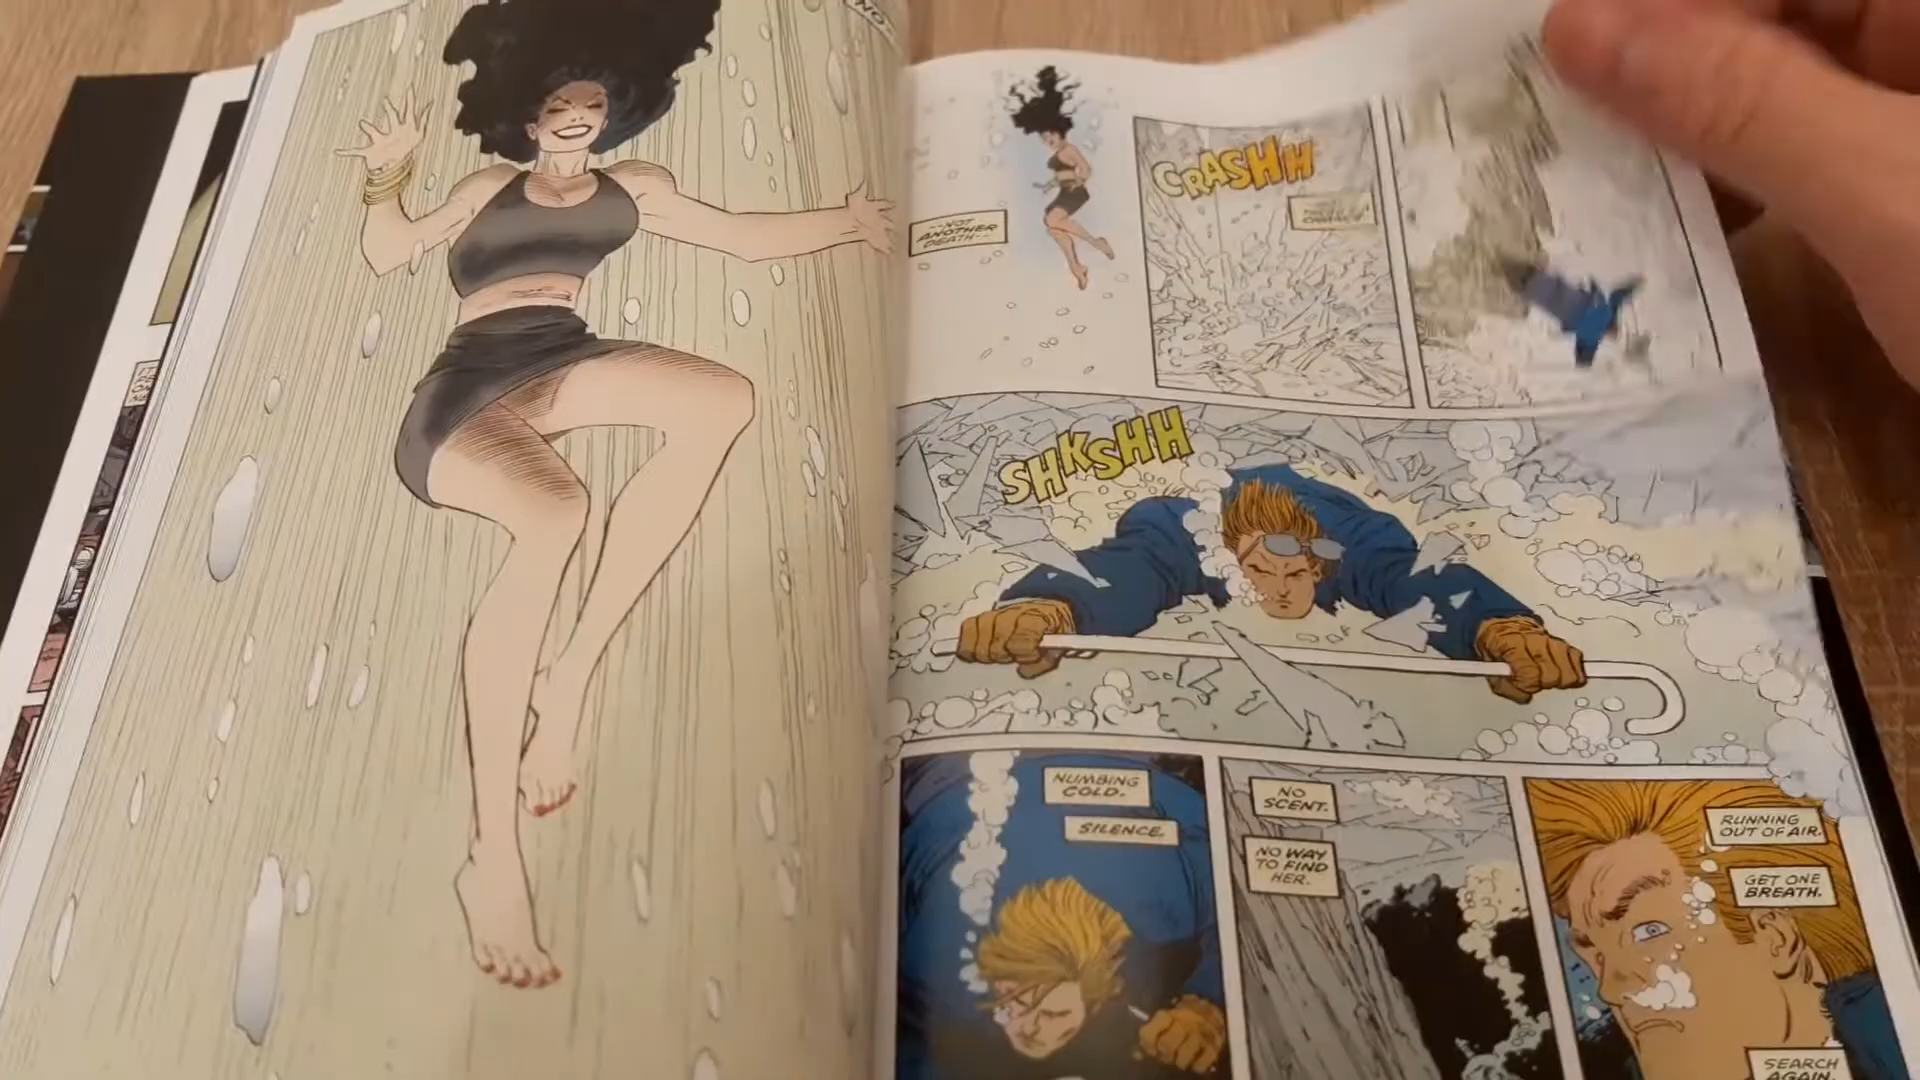 NO
--NOT
ANOTHER
DEATH--
CRASHH
SHKSHH
NUMBING
COLD.
SILENCE.
NO
SCENT.
NO WAY
TO FIND
HER.
RUNNING
OUT OF AIR.
GET ONE
BREATH.
SEARCH
AGAIN.